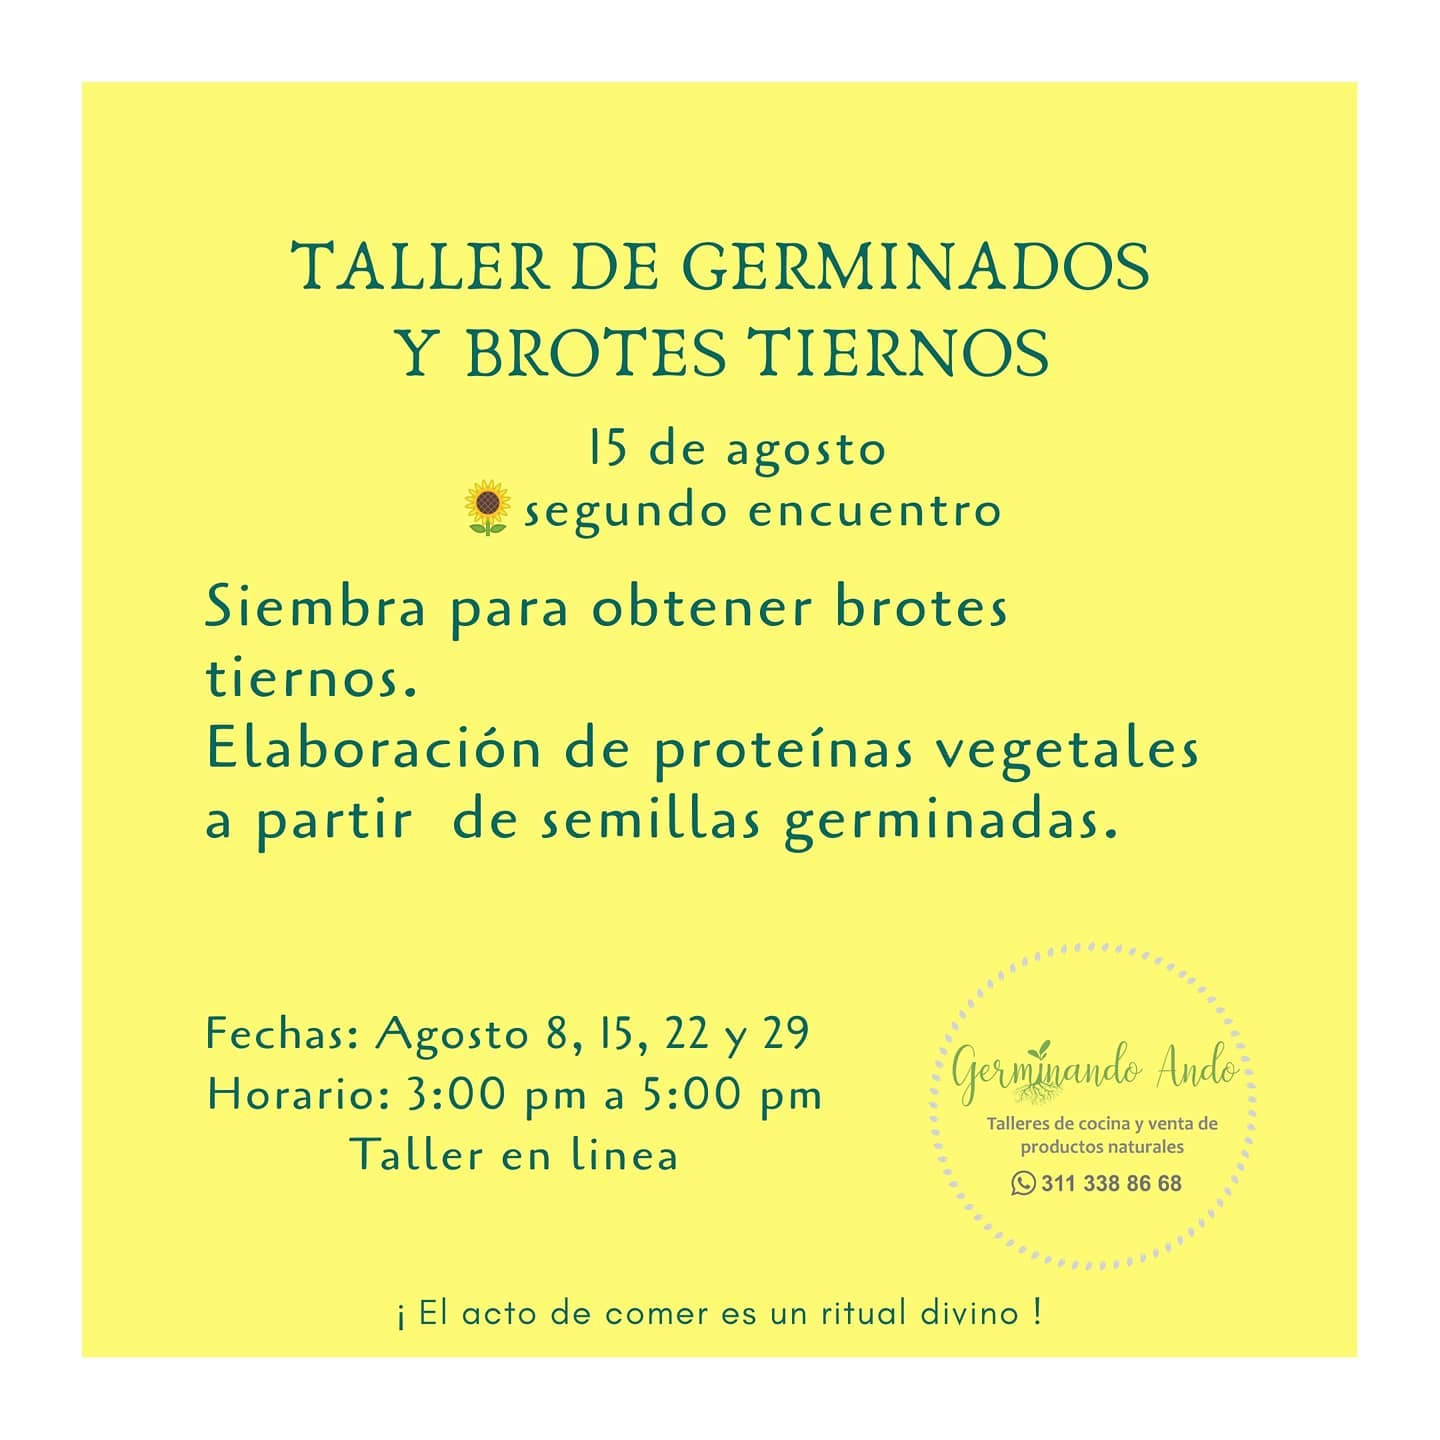 TALLER DE GERMINADOS
Y BROTES TIERNOS
15 de agosto
🌻 segundo encuentro
Siembra para obtener brotes
tiernos.
Elaboración de proteínas vegetales
a partir de semillas germinadas.
Fechas: Agosto 8, 15, 22 y 29
Horario: 3:00 pm a 5:00 pm
Taller en linea
Germinando Ando
Talleres de cocina y venta de
productos naturales
311 338 86 68
¡ El acto de comer es un ritual divino !